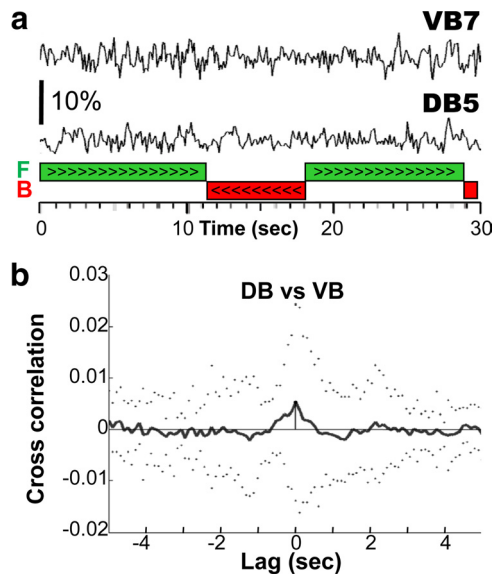 a
VB7
10%
DB5
F >>>>>>>>>>>>>>> >>>>>>>>>>>>>>
B <<<<<<<<<
0 10 Time (sec) 20 30
b
DB vs VB
0.03
0.02
0.01
0
-0.01
-0.02
Cross correlation
-4 -2 0 2 4
Lag (sec)